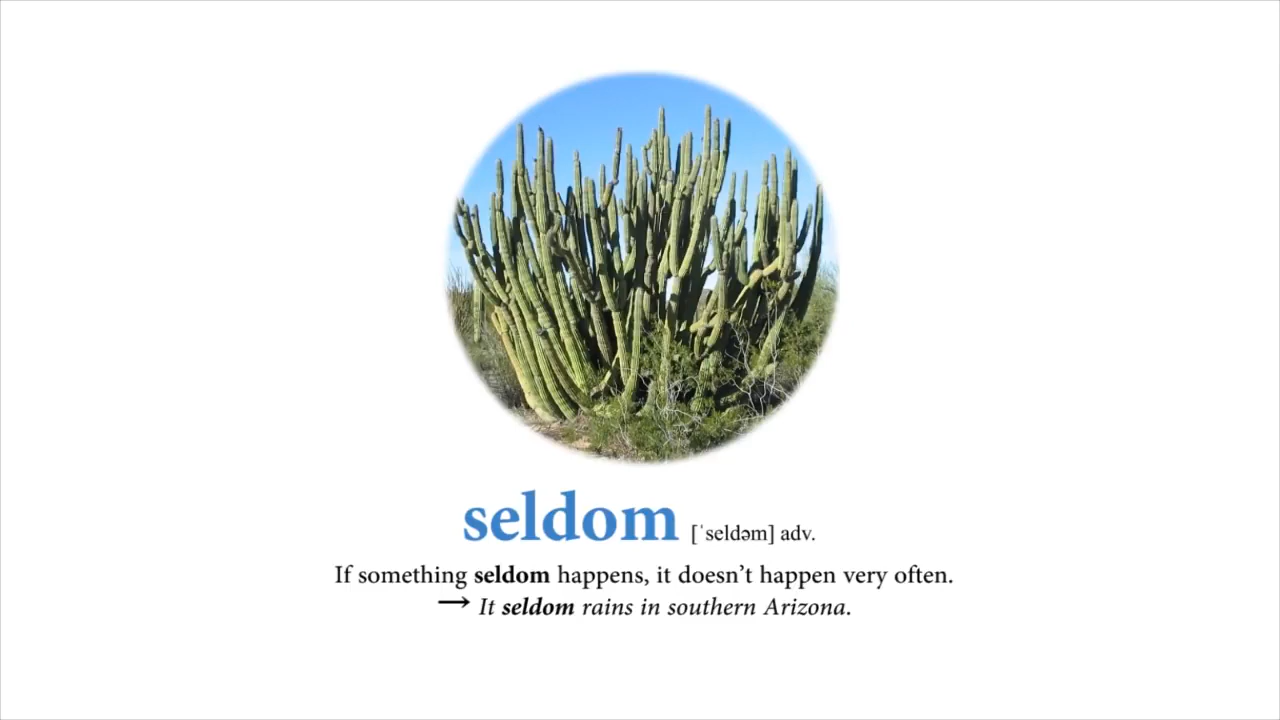 seldom [ˈseldəm] adv.
If something seldom happens, it doesn’t happen very often.
→ It seldom rains in southern Arizona.